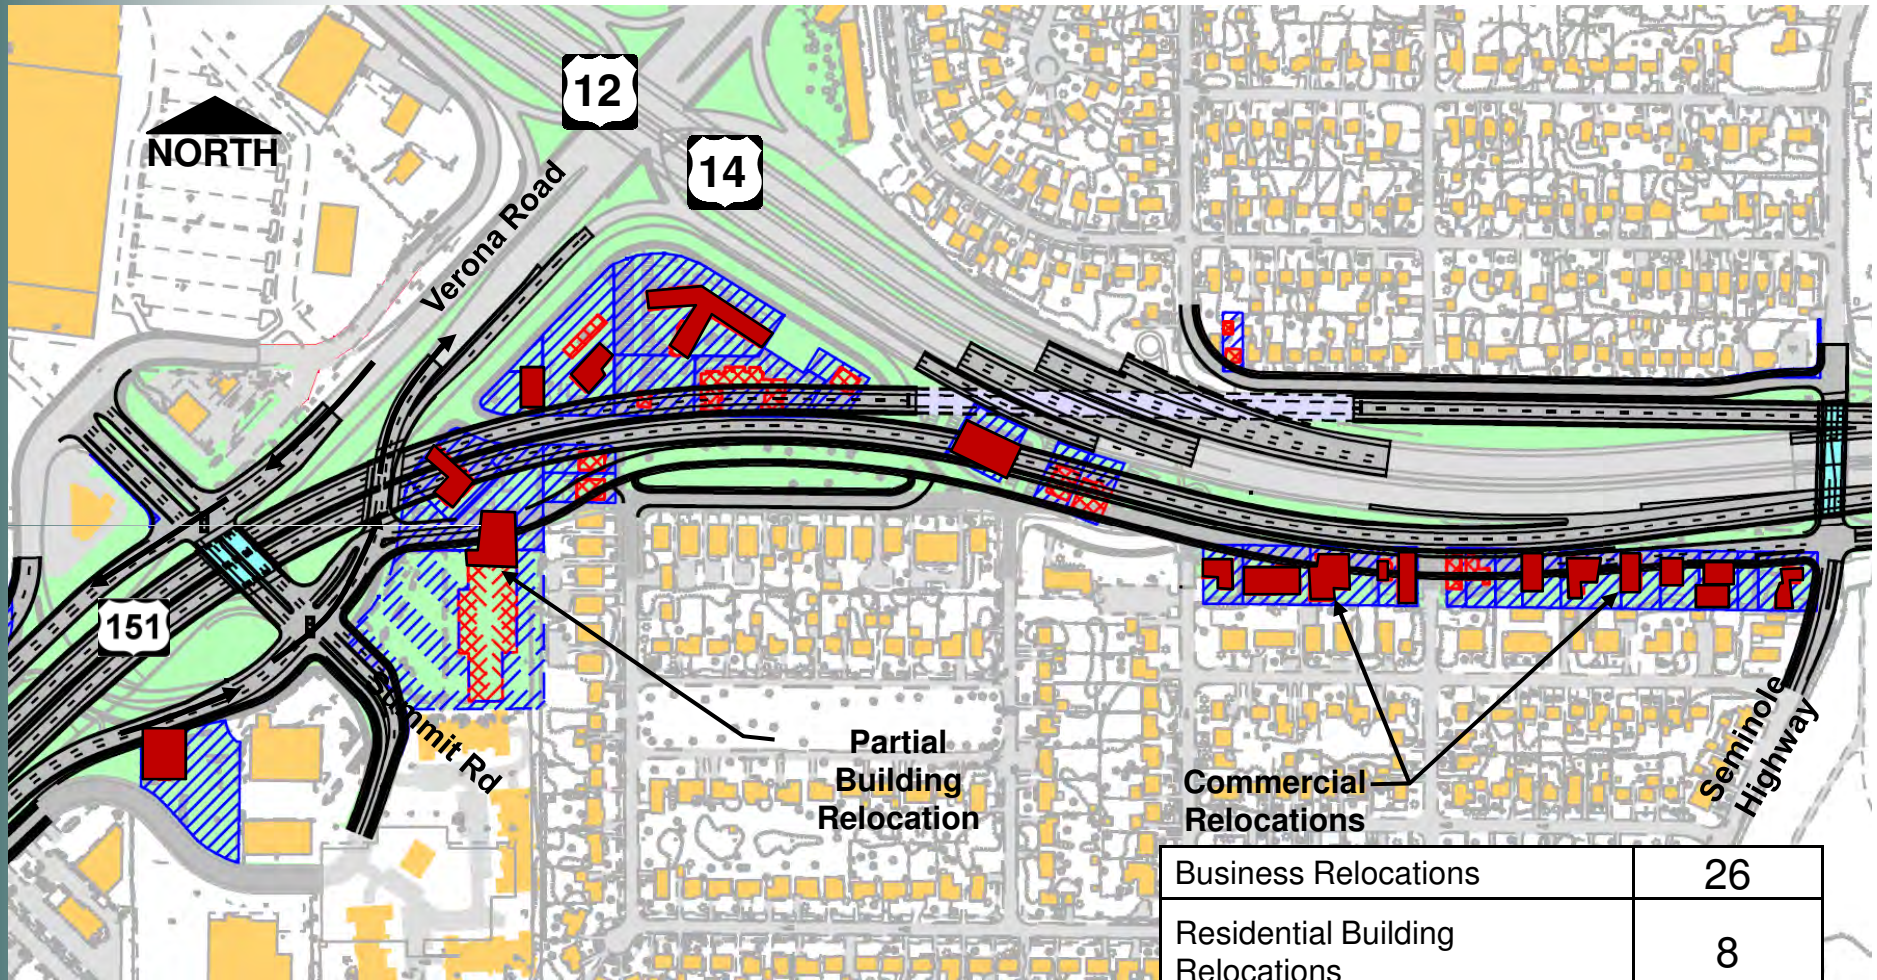 12
14
NORTH
Verona Road
151
Summit Rd
Partial
Building
Relocation
Commercial
Relocations
Seminole
Highway
Business Relocations 26
Residential Building
Relocations 8